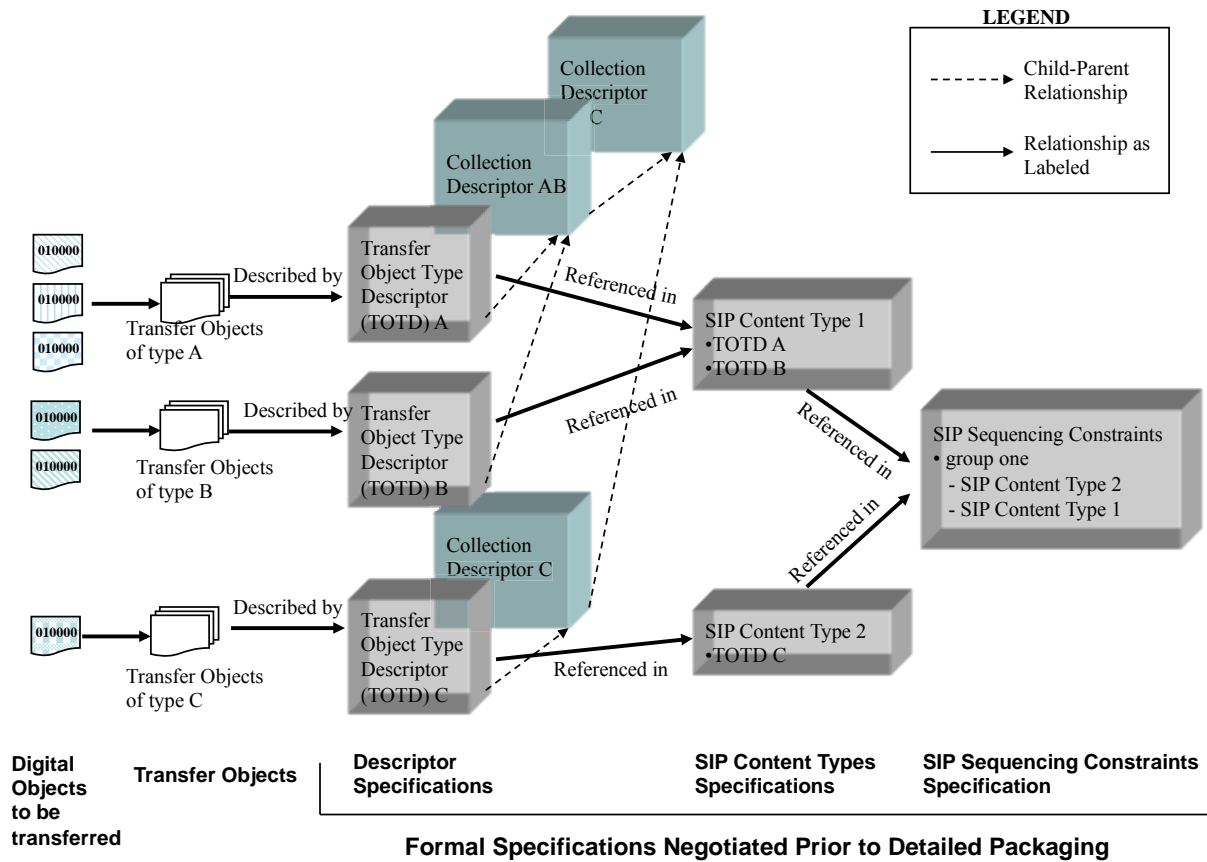 LEGEND
Child-Parent
Relationship
Relationship as
Labeled
Collection
Descriptor
C
Collection
Descriptor AB
010000
010000
010000
Transfer Objects
of type A
Described by
Transfer
Object Type
Descriptor
(TOTD) A
Referenced in
SIP Content Type 1
•TOTD A
•TOTD B
010000
010000
Transfer Objects
of type B
Described by
Transfer
Object Type
Descriptor
(TOTD) B
Referenced in
Referenced in
SIP Sequencing Constraints
• group one
- SIP Content Type 2
- SIP Content Type 1
Collection
Descriptor C
010000
Transfer Objects
of type C
Described by
Transfer
Object Type
Descriptor
(TOTD) C
Referenced in
SIP Content Type 2
•TOTD C
Referenced in
Digital
Objects
to be
transferred
Transfer Objects
Descriptor
Specifications
SIP Content Types
Specifications
SIP Sequencing Constraints
Specification
Formal Specifications Negotiated Prior to Detailed Packaging